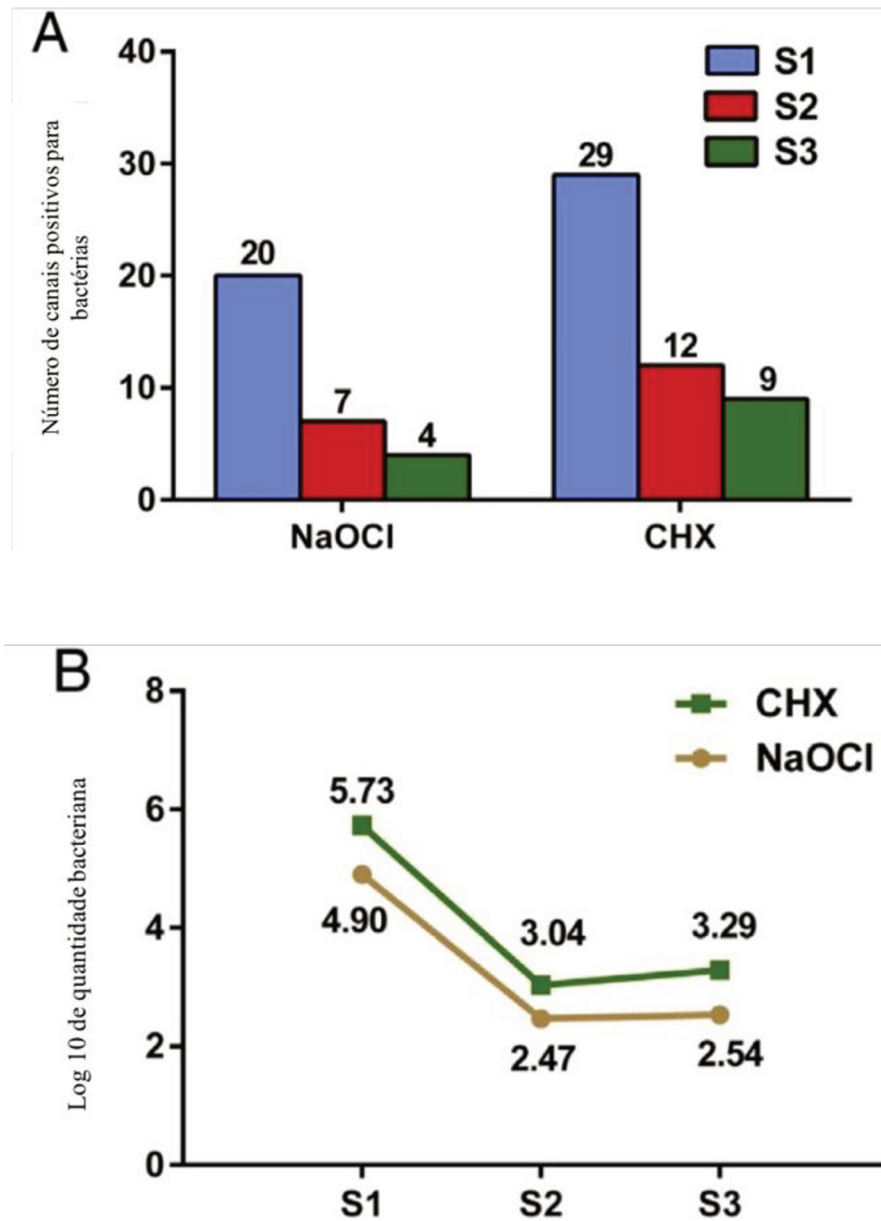 A
40
30
20
10
0
Número de canais positivos para
bactérias
S1
S2
S3
20
7
4
29
12
9
NaOCl
CHX
B
8
6
4
2
0
Log 10 de quantidade bacteriana
CHX
NaOCl
5.73
4.90
3.04
2.47
3.29
2.54
S1
S2
S3